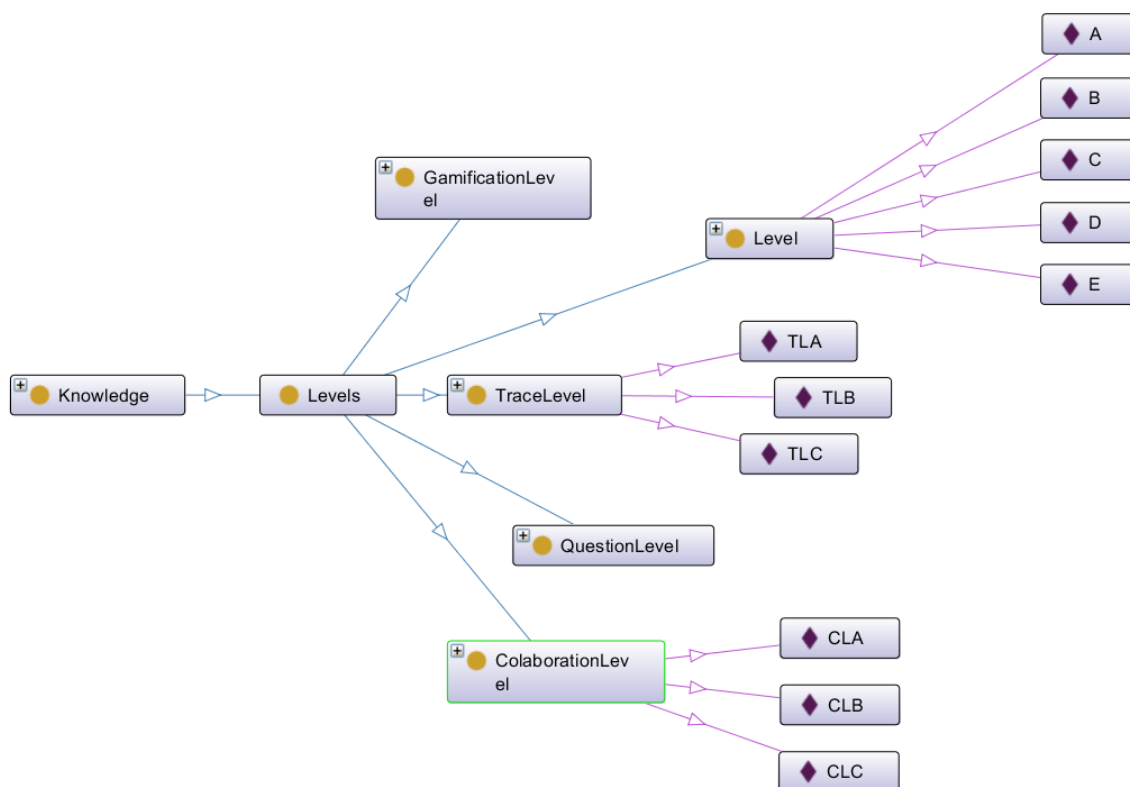 A
B
GamificationLev
el
C
D
Level
E
TLA
Knowledge
Levels
TraceLevel
TLB
TLC
QuestionLevel
CLA
ColaborationLev
el
CLB
CLC